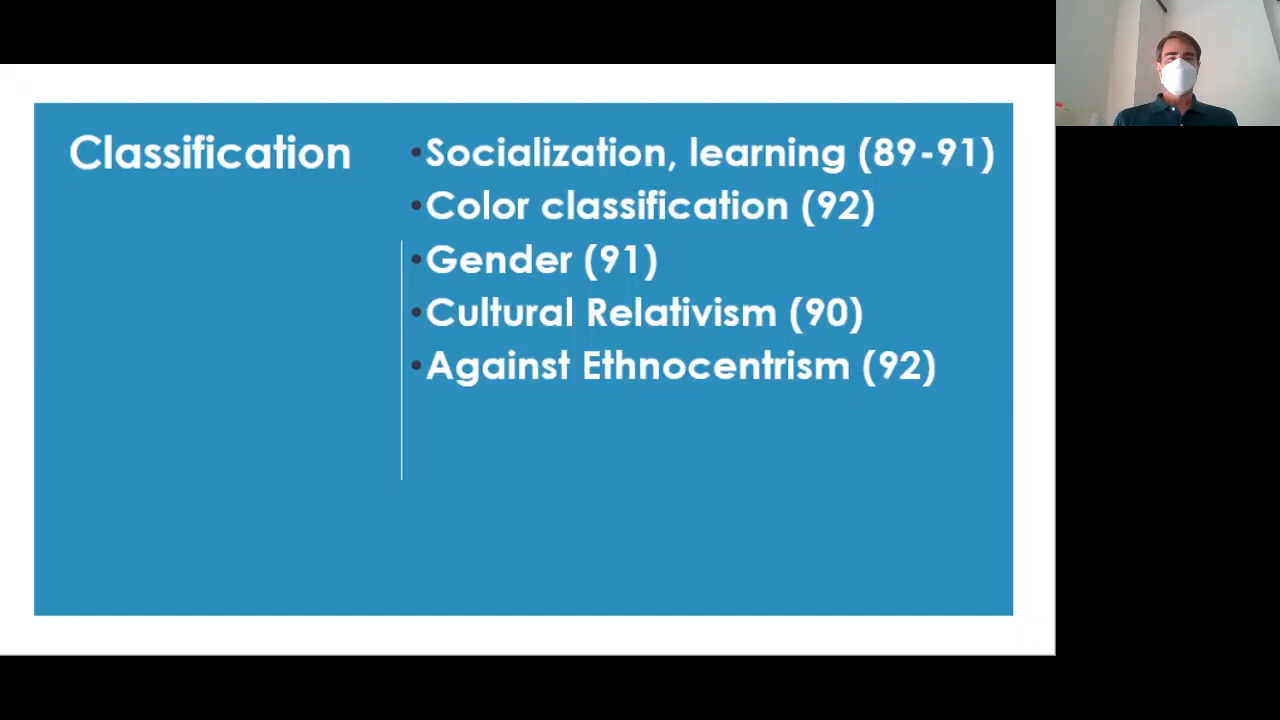 Classification
•Socialization, learning (89-91)
•Color classification (92)
•Gender (91)
•Cultural Relativism (90)
•Against Ethnocentrism (92)